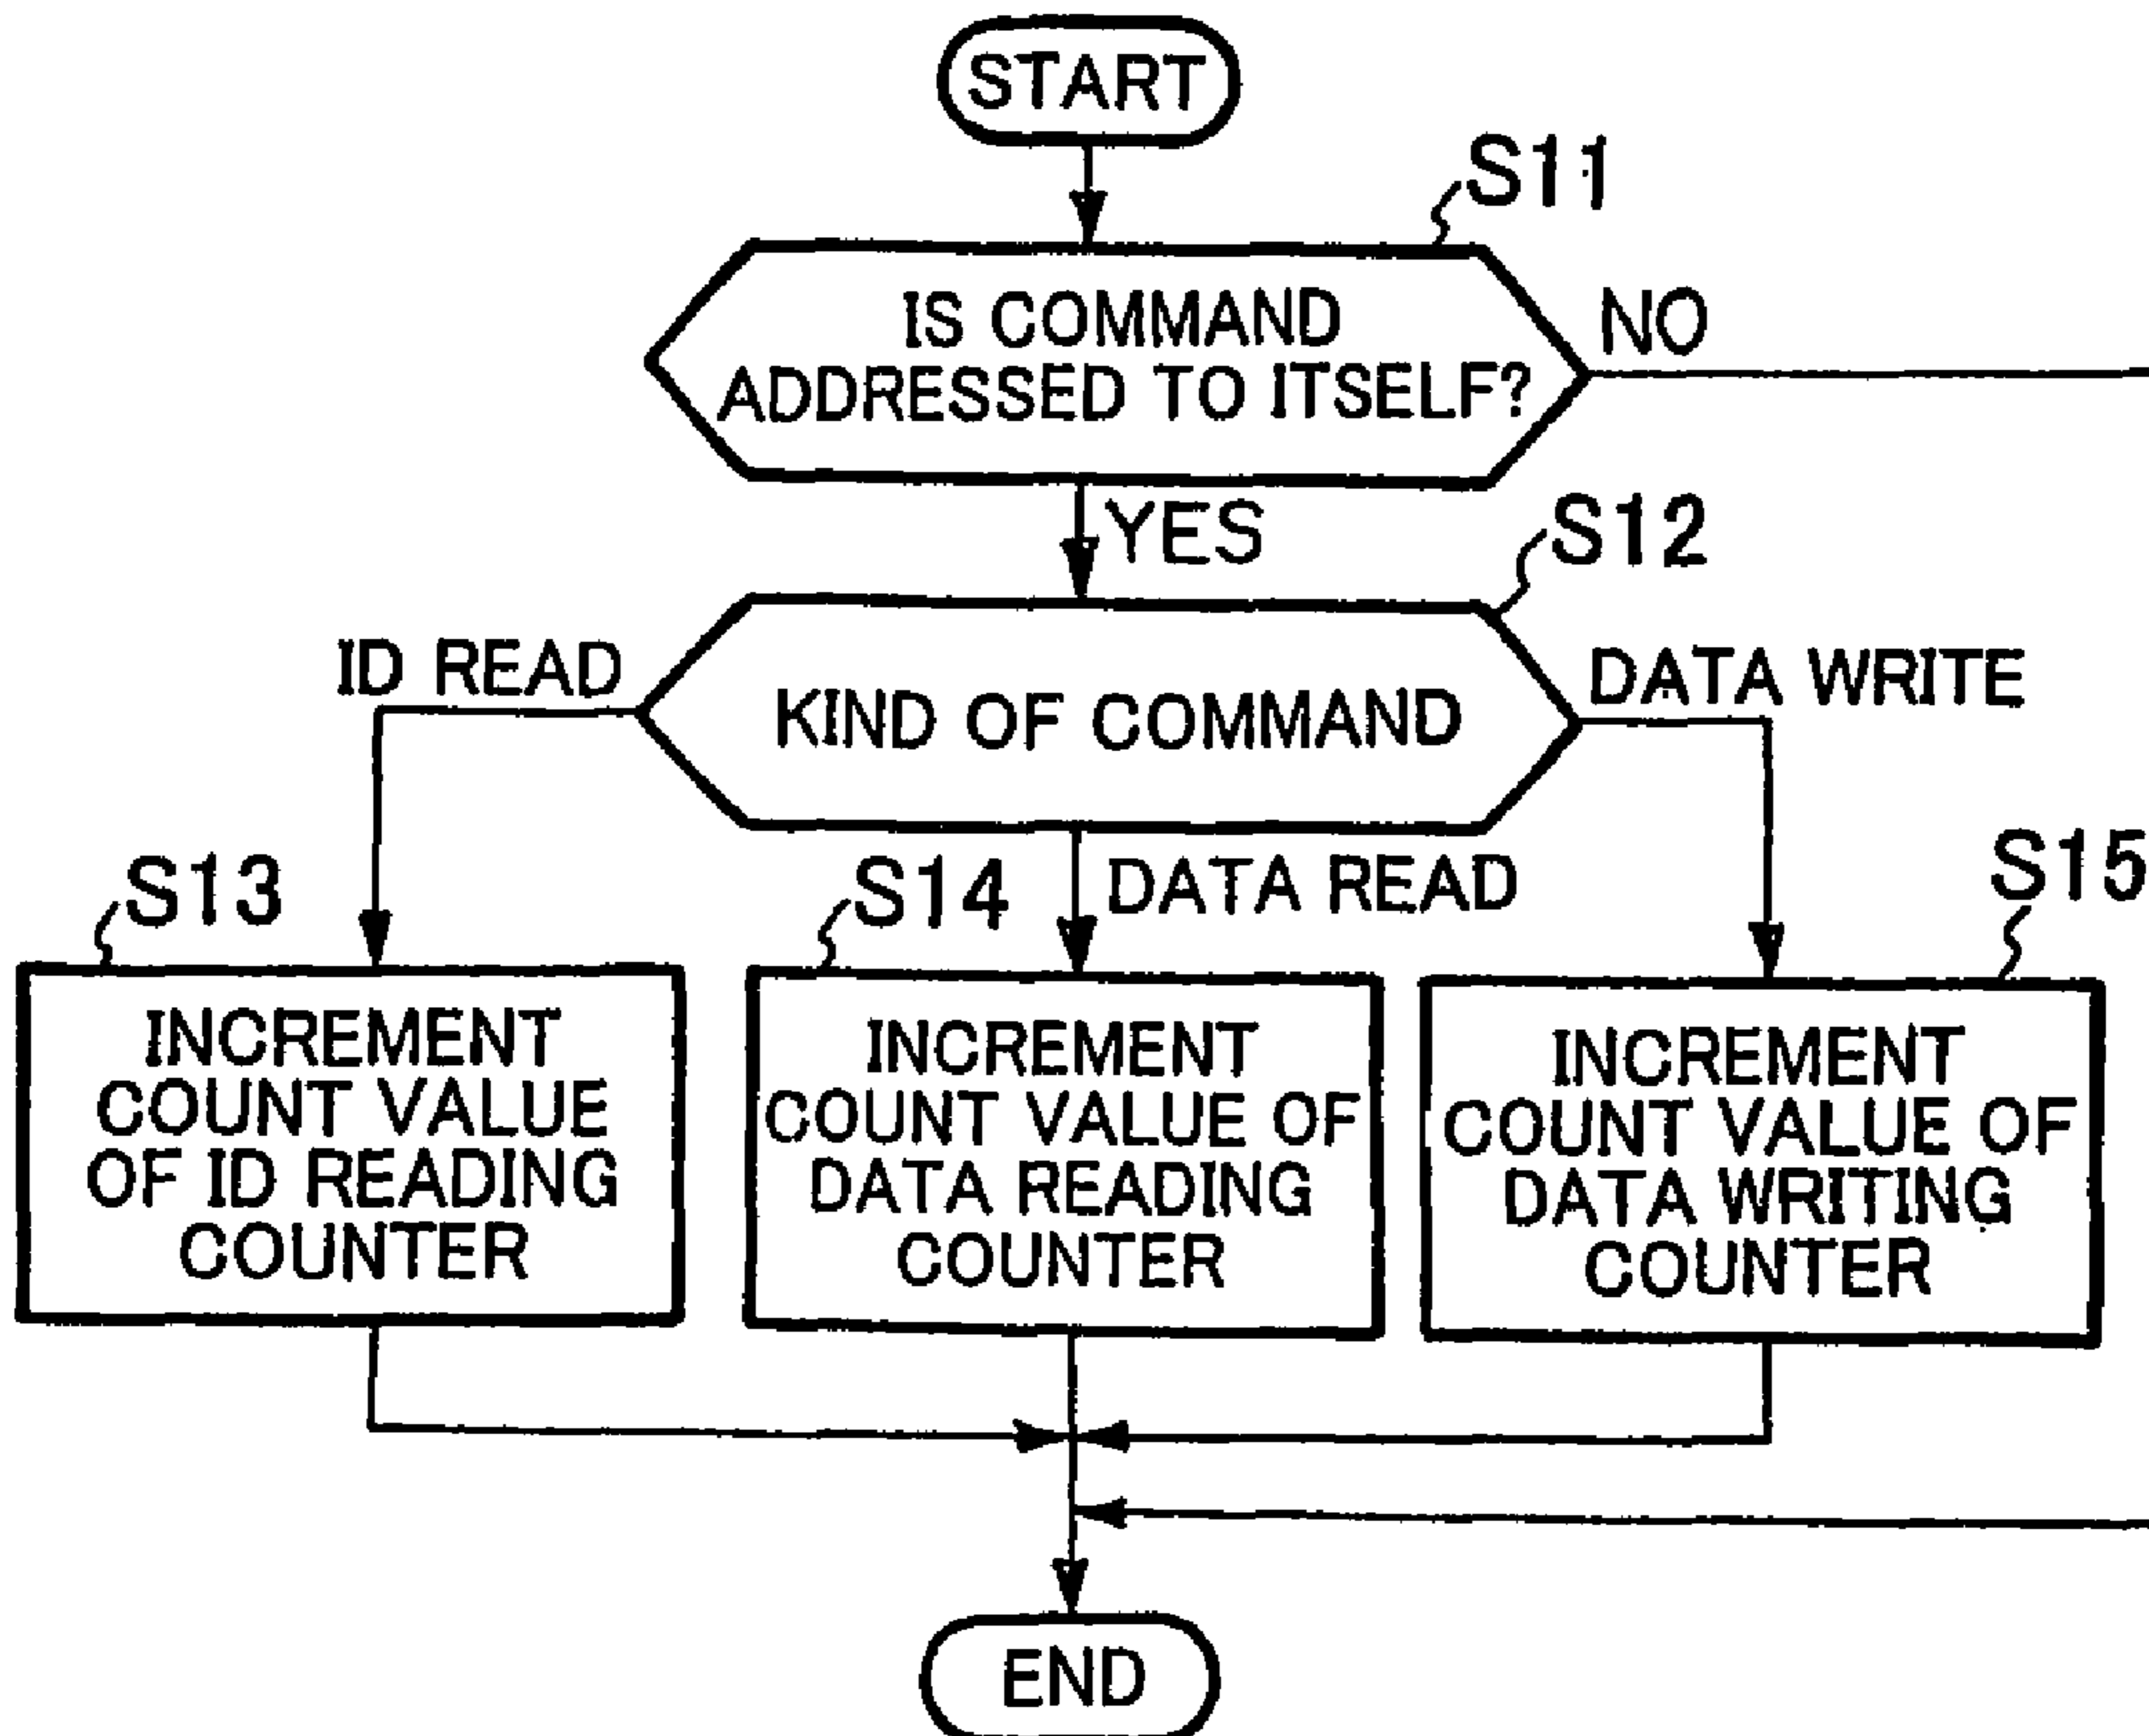 START
S11
IS COMMAND
ADDRESSED TO ITSELF?
NO
YES
S12
ID READ
KIND OF COMMAND
DATA WRITE
S13
S14
DATA READ
S15
INCREMENT
COUNT VALUE
OF ID READING
COUNTER
INCREMENT
COUNT VALUE OF
DATA READING
COUNTER
INCREMENT
COUNT VALUE OF
DATA WRITING
COUNTER
END